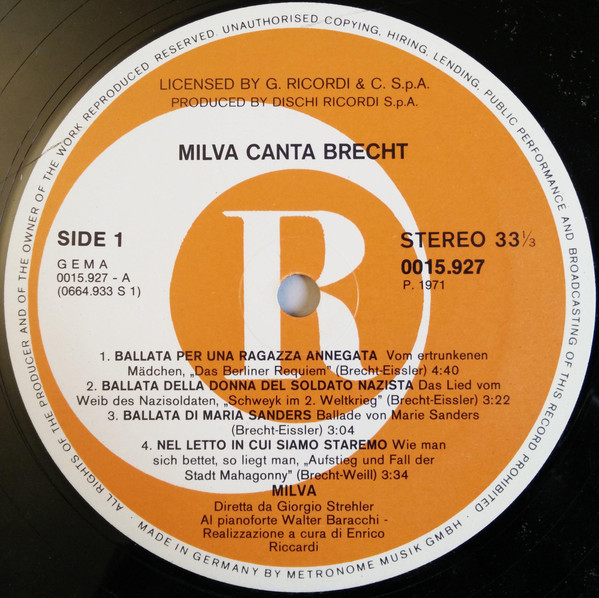 ALL RIGHTS OF THE PRODUCER AND OF THE OWNER OF THE WORK REPRODUCED RESERVED. UNAUTHORISED COPYING, HIRING, LENDING, PUBLIC PERFORMANCE AND BROADCASTING OF THIS RECORD PROHIBITED
LICENSED BY G. RICORDI & C. S.p.A.
PRODUCED BY DISCHI RICORDI S.p.A.
MILVA CANTA BRECHT
R
SIDE 1
GEMA
0015.927 - A
(0664.933 S 1)
STEREO 33 1/3
0015.927
P. 1971
1. BALLATA PER UNA RAGAZZA ANNEGATA Vom ertrunkenen
Mädchen, „Das Berliner Requiem" (Brecht-Eissler) 4:40
2. BALLATA DELLA DONNA DEL SOLDATO NAZISTA Das Lied vom
Weib des Nazisoldaten, „Schweyk im 2. Weltkrieg" (Brecht-Eissler) 3:22
3. BALLATA DI MARIA SANDERS Ballade von Marie Sanders
(Brecht-Eissler) 3:04
4. NEL LETTO IN CUI SIAMO STAREMO Wie man
sich bettet, so liegt man, „Aufstieg und Fall der
Stadt Mahagonny" (Brecht-Weill) 3:34
MILVA
Diretta da Giorgio Strehler
Al pianoforte Walter Baracchi -
Realizzazione a cura di Enrico
Riccardi
· MADE IN GERMANY BY METRONOME MUSIK GMBH ·